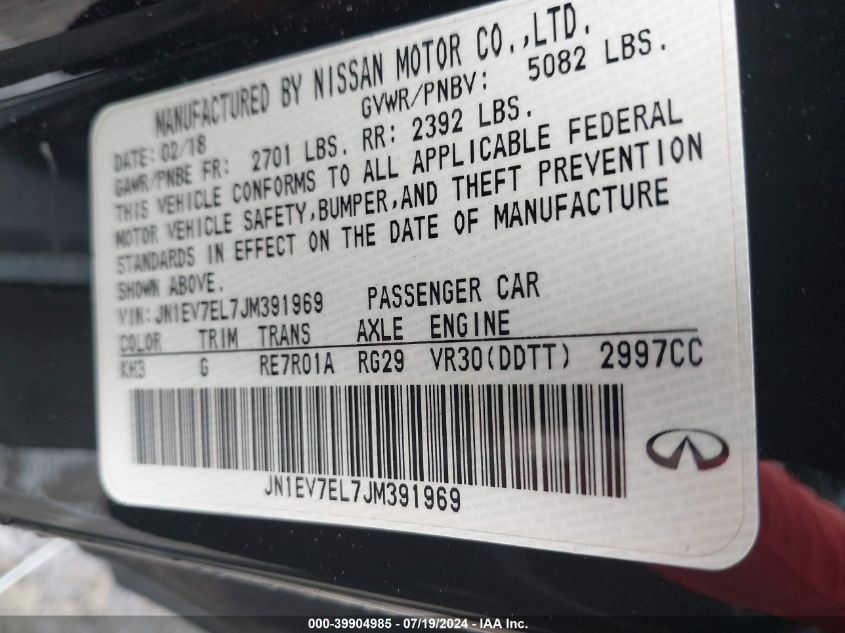 MANUFACTURED BY NISSAN MOTOR CO.,LTD.
DATE:02/18 GVWR/PNBV: 5082 LBS.
GAWR/PNBE FR: 2701 LBS. RR: 2392 LBS.
THIS VEHICLE CONFORMS TO ALL APPLICABLE FEDERAL
MOTOR VEHICLE SAFETY,BUMPER,AND THEFT PREVENTION
STANDARDS IN EFFECT ON THE DATE OF MANUFACTURE
SHOWN ABOVE.
VIN:JN1EV7EL7JM391969 PASSENGER CAR
COLOR TRIM TRANS AXLE ENGINE
KH3 G RE7R01A RG29 VR30(DDTT) 2997CC
JN1EV7EL7JM391969
000-39904985 - 07/19/2024 - IAA Inc.